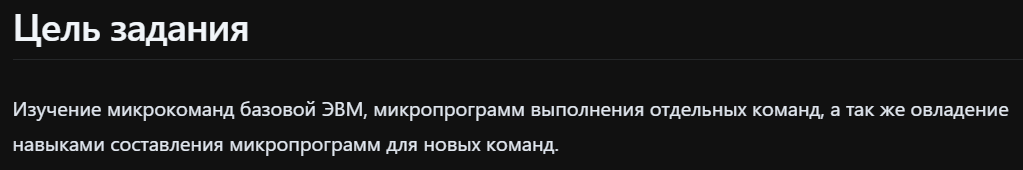 Цель задания
Изучение микрокоманд базовой ЭВМ, микропрограмм выполнения отдельных команд, а так же овладение
навыками составления микропрограмм для новых команд.